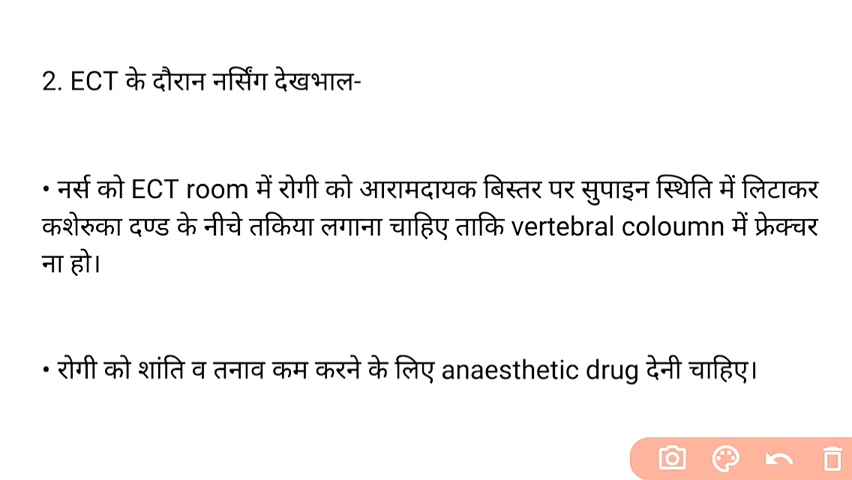 2. ECT के दौरान नर्सिंग देखभाल-
• नर्स को ECT room में रोगी को आरामदायक बिस्तर पर सुपाइन स्थिति में लिटाकर
कशेरुका दण्ड के नीचे तकिया लगाना चाहिए ताकि vertebral coloumn में फ्रेक्चर
ना हो।
• रोगी को शांति व तनाव कम करने के लिए anaesthetic drug देनी चाहिए।